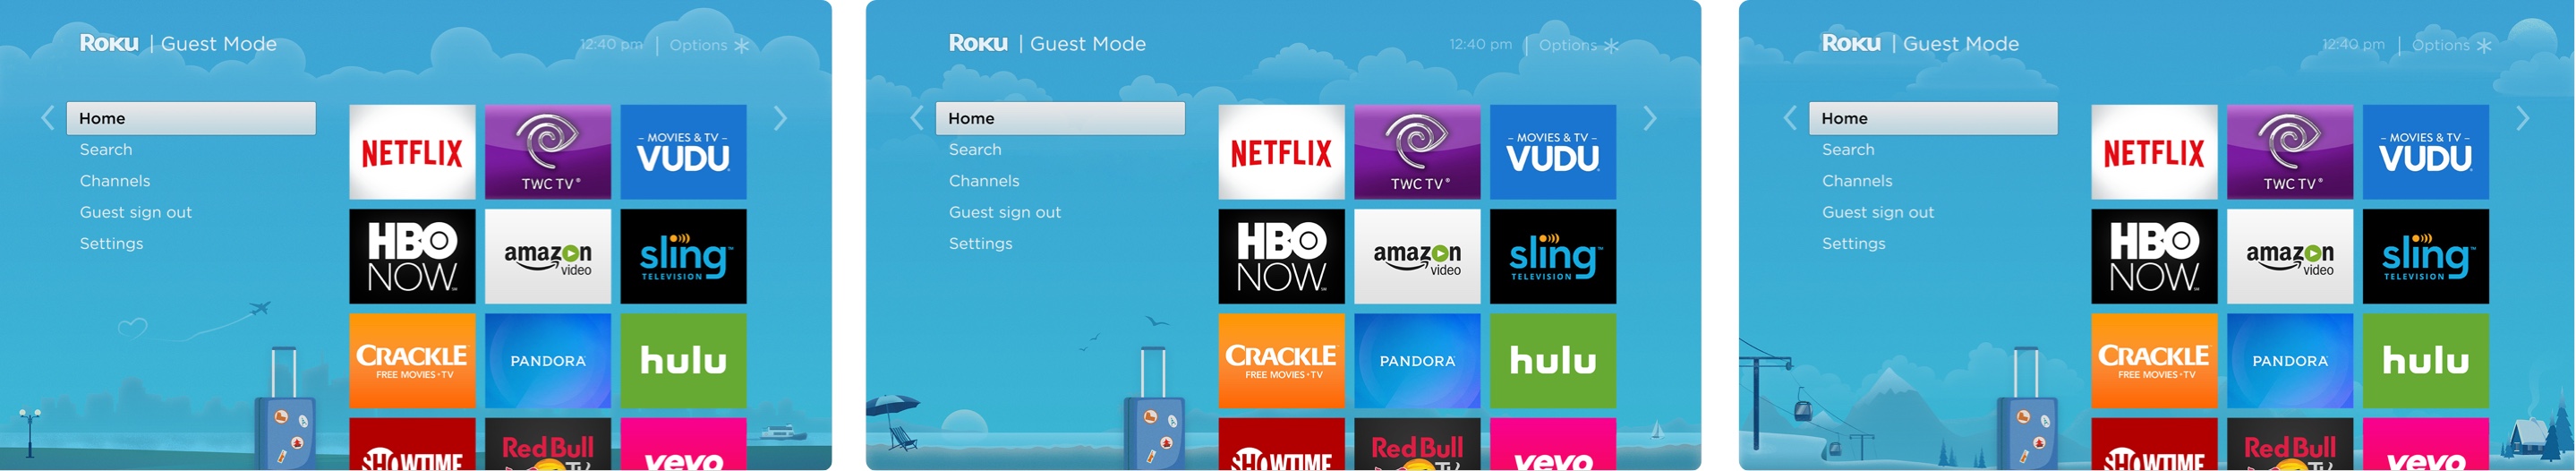 Roku | Guest Mode
12:40 pm | Options
Home
Search
Channels
Guest sign out
Settings
NETFLIX
TWC TV®
– MOVIES & TV –
VUDU
HBO
NOW
amazon
video
sling
TELEVISION
CRACKLE
FREE MOVIES • TV
PANDORA
hulu
SHOWTIME
Red Bull
TV
vevo
Roku | Guest Mode
12:40 pm | Options
Home
Search
Channels
Guest sign out
Settings
NETFLIX
TWC TV®
– MOVIES & TV –
VUDU
HBO
NOW
amazon
video
sling
TELEVISION
CRACKLE
FREE MOVIES • TV
PANDORA
hulu
SHOWTIME
Red Bull
TV
vevo
Roku | Guest Mode
12:40 pm | Options
Home
Search
Channels
Guest sign out
Settings
NETFLIX
TWC TV®
– MOVIES & TV –
VUDU
HBO
NOW
amazon
video
sling
TELEVISION
CRACKLE
FREE MOVIES • TV
PANDORA
hulu
SHOWTIME
Red Bull
TV
vevo